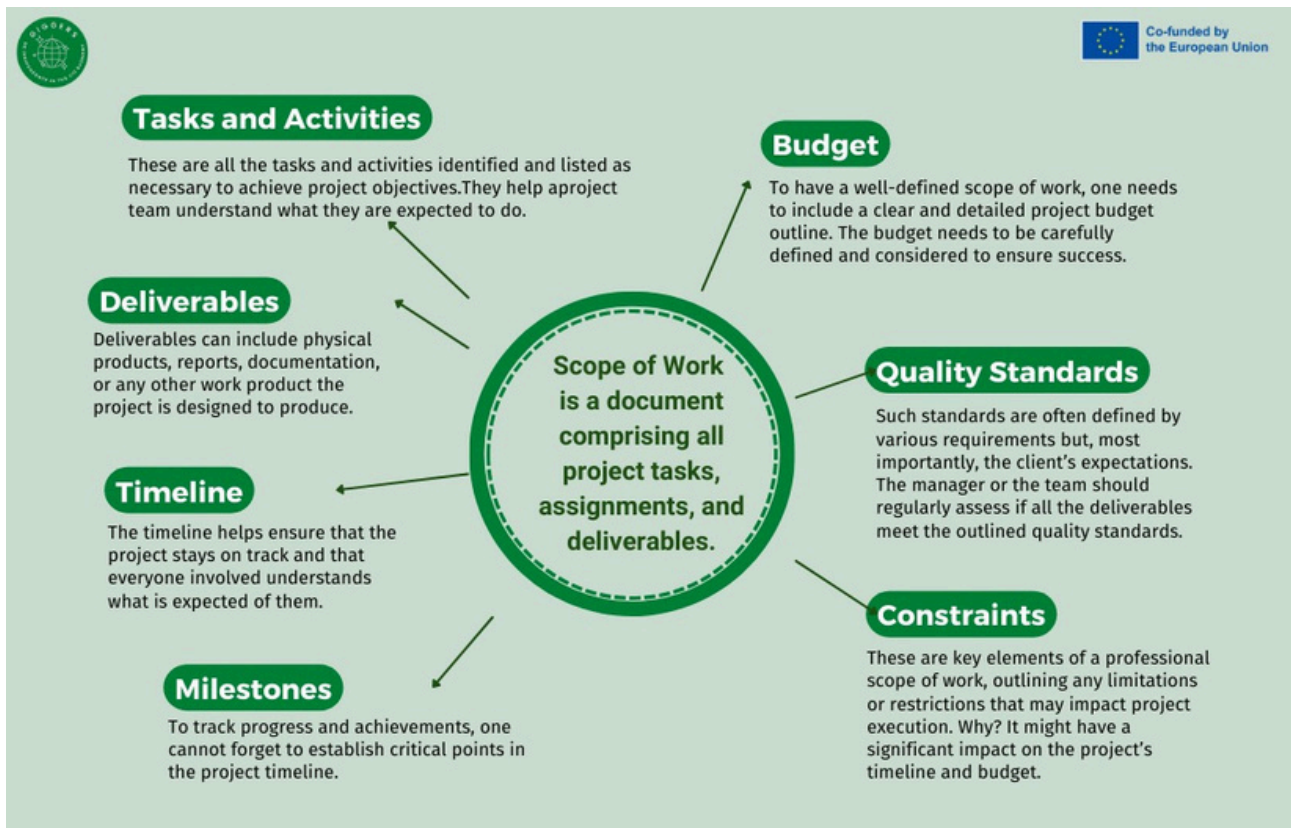 GIGGERS
Co-funded by
the European Union
Tasks and Activities
These are all the tasks and activities identified and listed as
necessary to achieve project objectives.They help aproject
team understand what they are expected to do.
Budget
To have a well-defined scope of work, one needs
to include a clear and detailed project budget
outline. The budget needs to be carefully
defined and considered to ensure success.
Deliverables
Deliverables can include physical
products, reports, documentation,
or any other work product the
project is designed to produce.
Scope of Work
is a document
comprising all
project tasks,
assignments, and
deliverables.
Quality Standards
Such standards are often defined by
various requirements but, most
importantly, the client’s expectations.
The manager or the team should
regularly assess if all the deliverables
meet the outlined quality standards.
Timeline
The timeline helps ensure that the
project stays on track and that
everyone involved understands
what is expected of them.
Constraints
These are key elements of a professional
scope of work, outlining any limitations
or restrictions that may impact project
execution. Why? It might have a
significant impact on the project’s
timeline and budget.
Milestones
To track progress and achievements, one
cannot forget to establish critical points in
the project timeline.